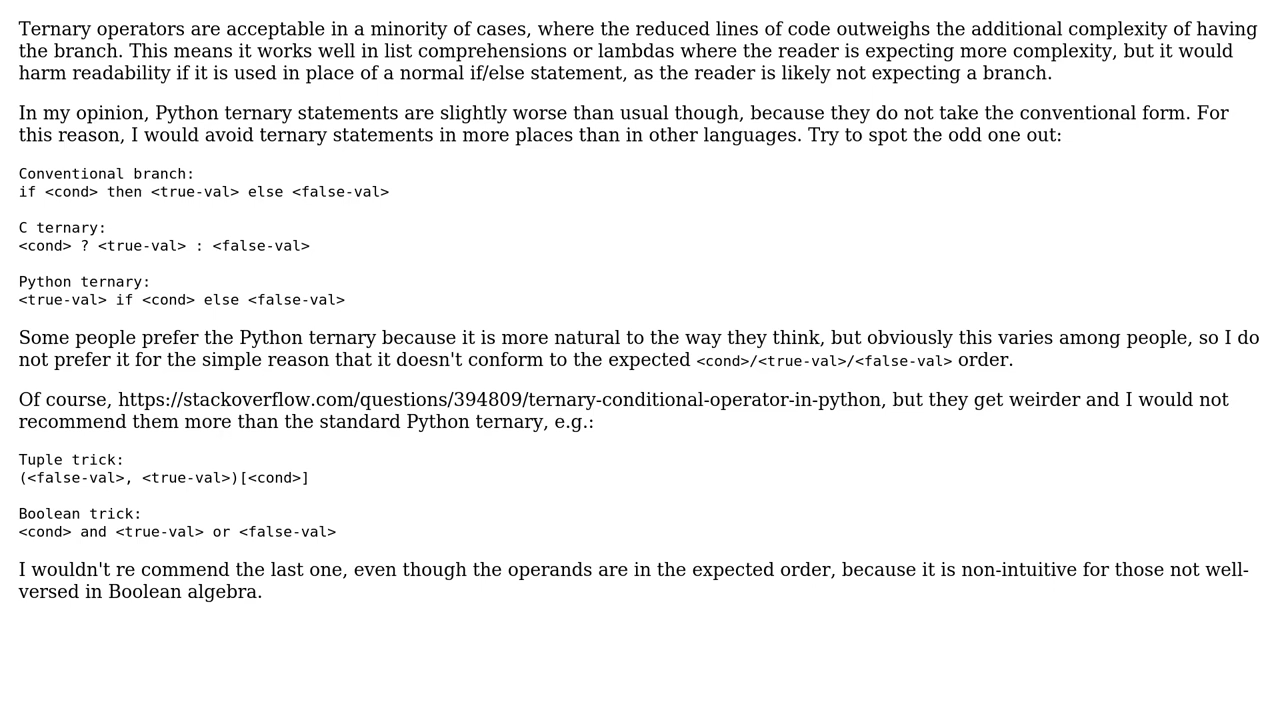 Ternary operators are acceptable in a minority of cases, where the reduced lines of code outweighs the additional complexity of having
the branch. This means it works well in list comprehensions or lambdas where the reader is expecting more complexity, but it would
harm readability if it is used in place of a normal if/else statement, as the reader is likely not expecting a branch.
In my opinion, Python ternary statements are slightly worse than usual though, because they do not take the conventional form. For
this reason, I would avoid ternary statements in more places than in other languages. Try to spot the odd one out:
Conventional branch:
if <cond> then <true-val> else <false-val>
C ternary:
<cond> ? <true-val> : <false-val>
Python ternary:
<true-val> if <cond> else <false-val>
Some people prefer the Python ternary because it is more natural to the way they think, but obviously this varies among people, so I do
not prefer it for the simple reason that it doesn't conform to the expected <cond>/<true-val>/<false-val> order.
Of course, https://stackoverflow.com/questions/394809/ternary-conditional-operator-in-python, but they get weirder and I would not
recommend them more than the standard Python ternary, e.g.:
Tuple trick:
(<false-val>, <true-val>)[<cond>]
Boolean trick:
<cond> and <true-val> or <false-val>
I wouldn't re commend the last one, even though the operands are in the expected order, because it is non-intuitive for those not well-
versed in Boolean algebra.